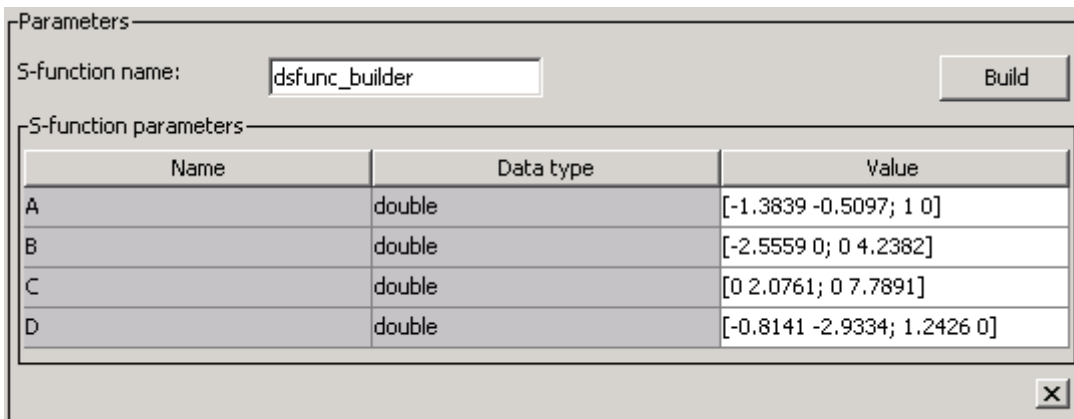 Parameters
S-function name: dsfunc_builder Build
S-function parameters
Name Data type Value
A double [-1.3839 -0.5097; 1 0]
B double [-2.5559 0; 0 4.2382]
C double [0 2.0761; 0 7.7891]
D double [-0.8141 -2.9334; 1.2426 0]